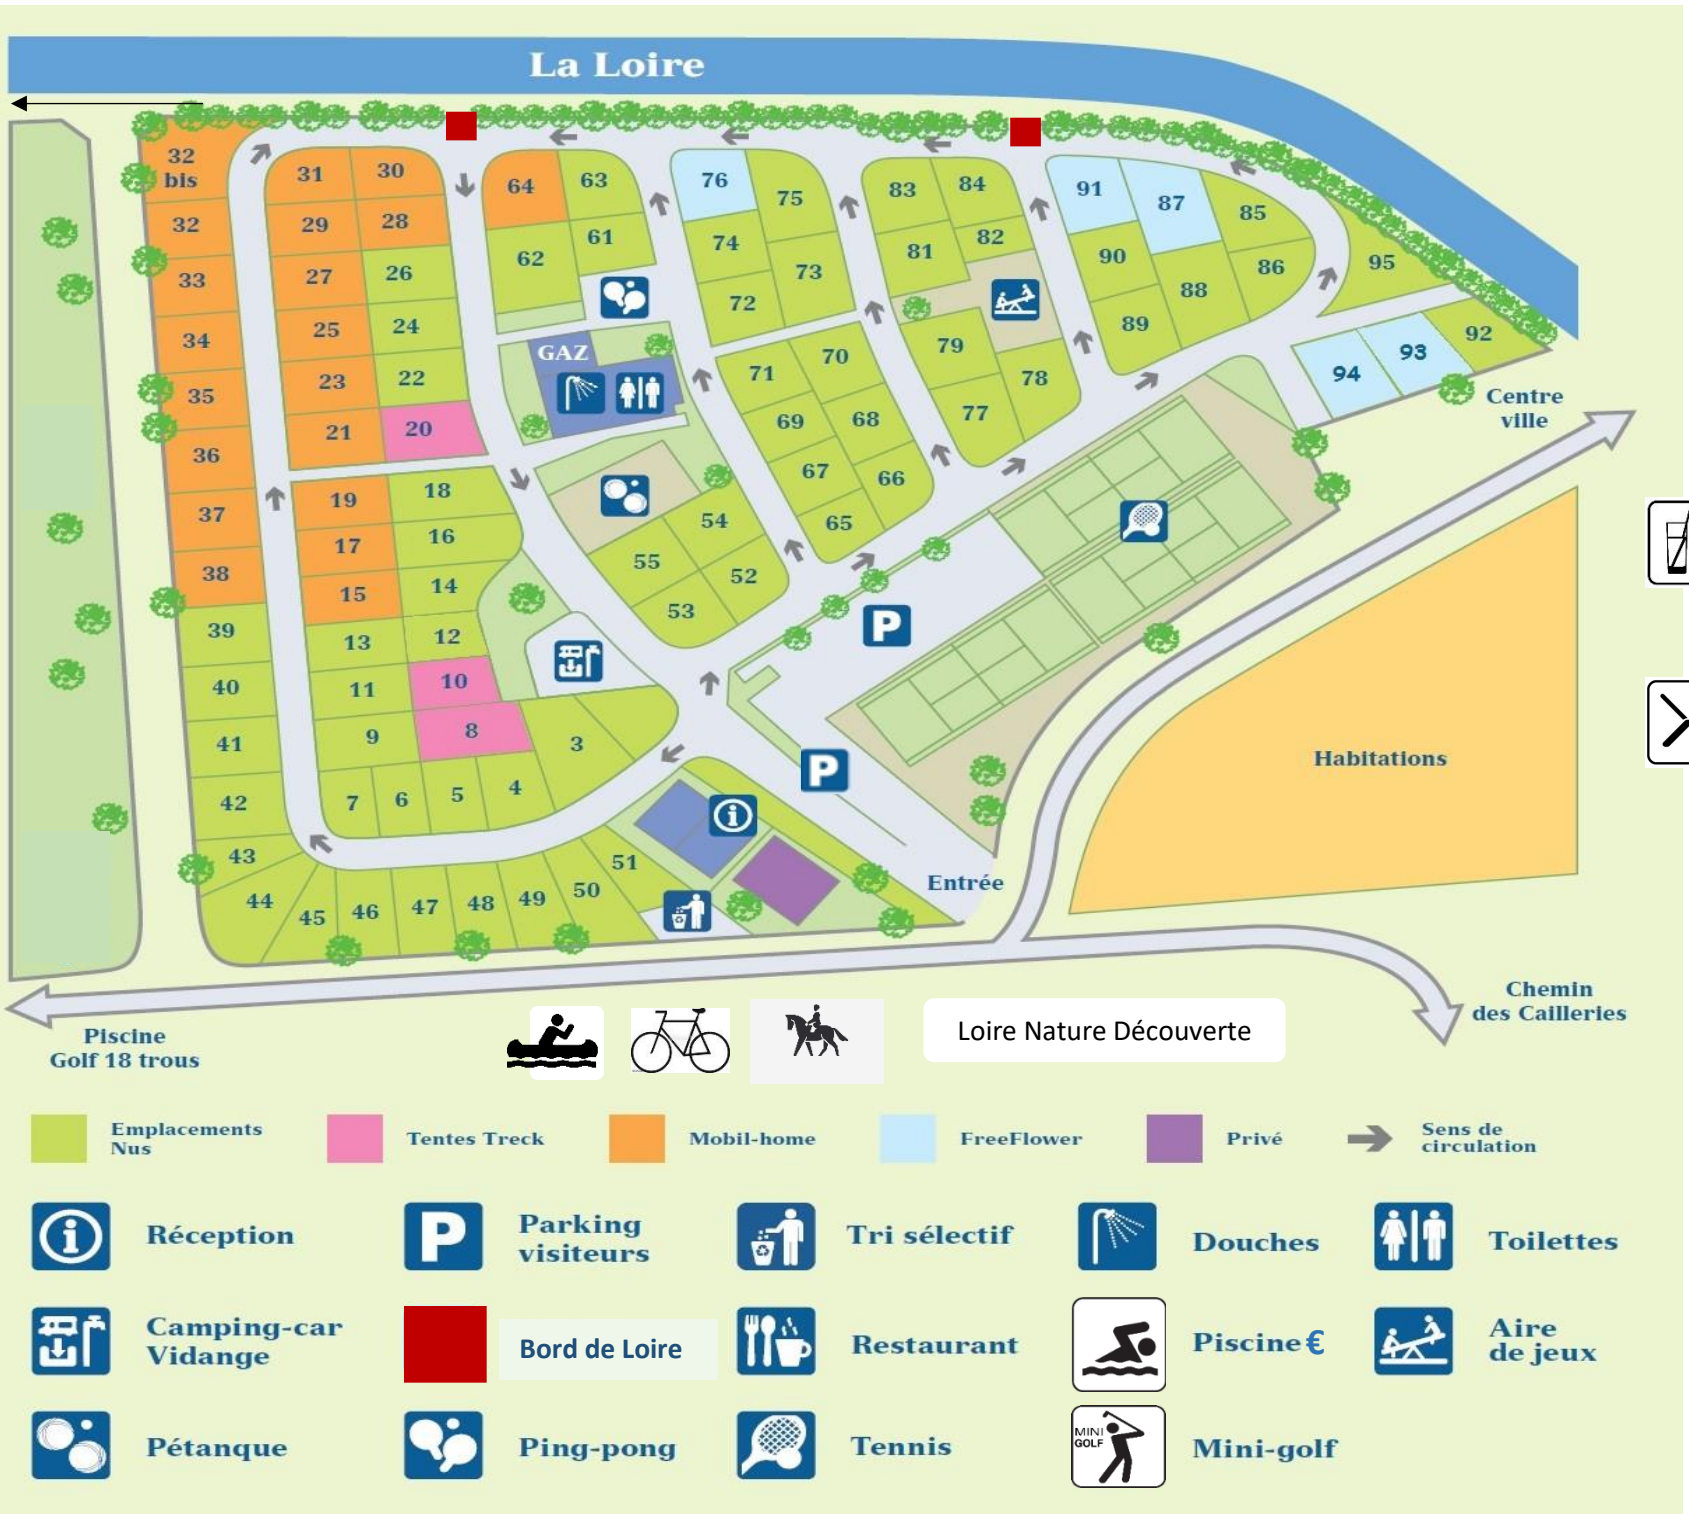 La Loire
32
bis
31
30
64
63
76
75
83
84
91
87
85
32
29
28
62
61
74
73
81
82
90
88
86
95
33
27
26
72
34
25
24
GAZ
71
70
79
89
94
93
92
35
23
22
69
68
77
78
Centre
ville
36
21
20
67
66
37
19
18
65
54
38
17
16
55
52
15
14
53
39
13
12
P
40
11
10
41
9
8
3
P
Habitations
42
7
6
5
4
43
51
44
45
46
47
48
49
50
Entrée
Piscine
Golf 18 trous
Loire Nature Découverte
Chemin
des Cailleries
Emplacements
Nus
Tentes Treck
Mobil-home
FreeFlower
Privé
Sens de
circulation
Réception
P
Parking
visiteurs
Tri sélectif
Douches
Toilettes
Camping-car
Vidange
Bord de Loire
Restaurant
Piscine €
Aire
de jeux
Pétanque
Ping-pong
Tennis
MINI
GOLF
Mini-golf